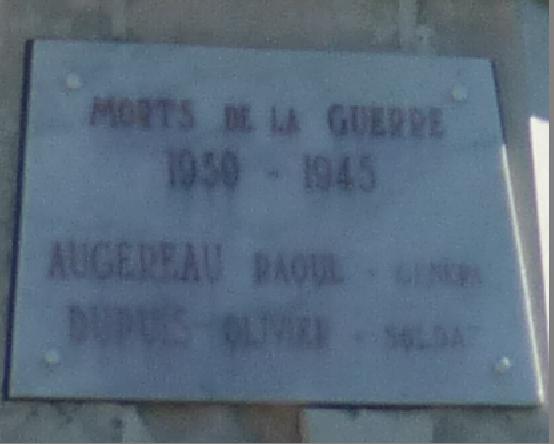 MORTS DE LA GUERRE
1939 - 1945
AUGEREAU RAOUL -
DUPUIS OLIVIER - SOLDAT